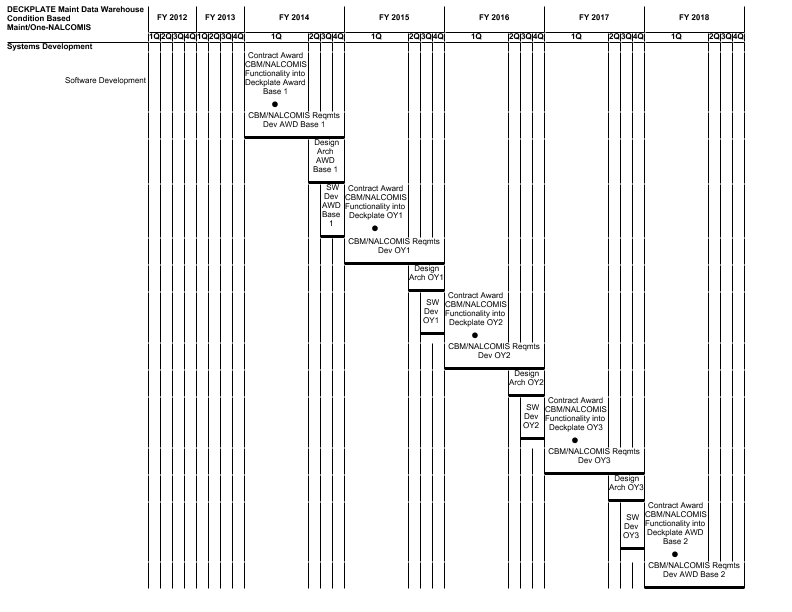 DECKPLATE Maint Data Warehouse
Condition Based
Maint/One-NALCOMIS
FY 2012 FY 2013 FY 2014 FY 2015 FY 2016 FY 2017 FY 2018
1Q 2Q 3Q 4Q 1Q 2Q 3Q 4Q 1Q 2Q 3Q 4Q 1Q 2Q 3Q 4Q 1Q 2Q 3Q 4Q 1Q 2Q 3Q 4Q 1Q 2Q 3Q 4Q
Systems Development
Software Development
Contract Award
CBM/NALCOMIS
Functionality into
Deckplate Award
Base 1
CBM/NALCOMIS Reqmts
Dev AWD Base 1
Design
Arch
AWD
Base 1
SW
Dev
AWD
Base
1
Contract Award
CBM/NALCOMIS
Functionality into
Deckplate OY1
CBM/NALCOMIS Reqmts
Dev OY1
Design
Arch OY1
SW
Dev
OY1
Contract Award
CBM/NALCOMIS
Functionality into
Deckplate OY2
CBM/NALCOMIS Reqmts
Dev OY2
Design
Arch OY2
SW
Dev
OY2
Contract Award
CBM/NALCOMIS
Functionality into
Deckplate OY3
CBM/NALCOMIS Reqmts
Dev OY3
Design
Arch OY3
SW
Dev
OY3
Contract Award
CBM/NALCOMIS
Functionality into
Deckplate AWD
Base 2
CBM/NALCOMIS Reqmts
Dev AWD Base 2